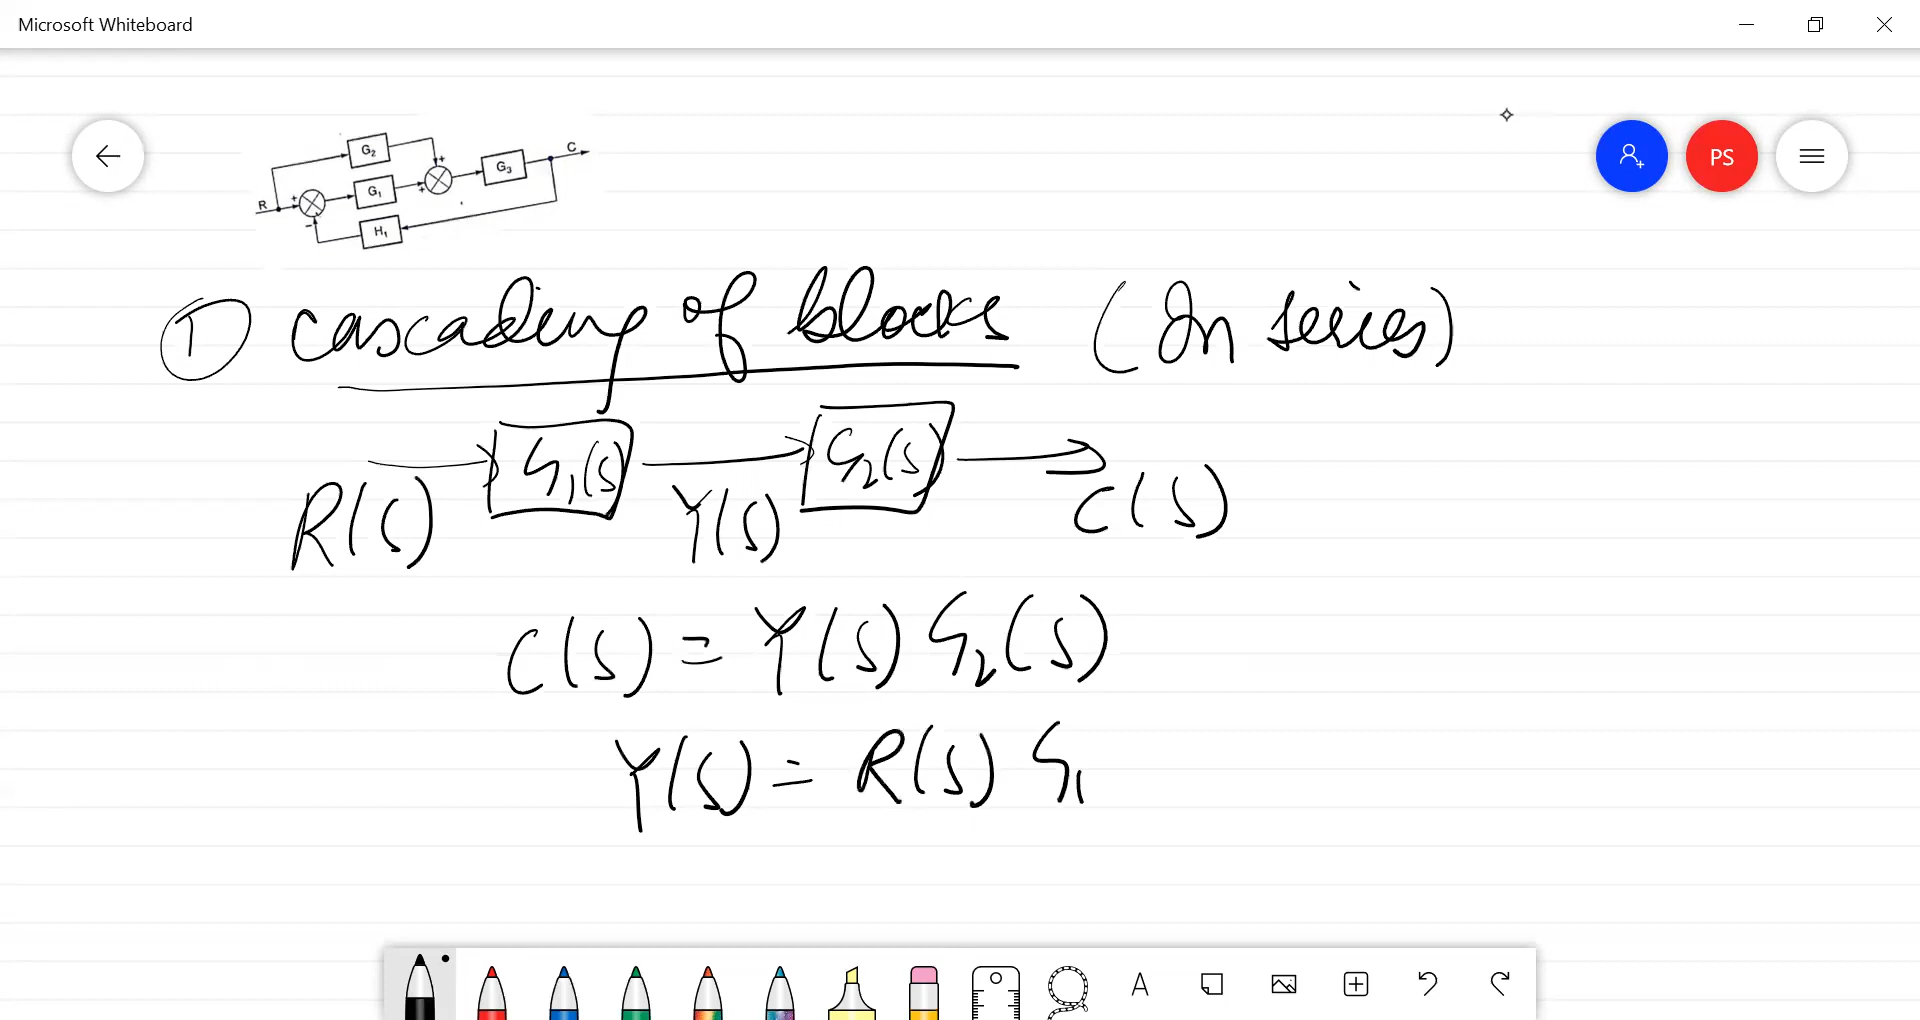 Microsoft Whiteboard
PS
G₂
C
+
G₃
G₁
+
R
+
-
H₁
① cascading of blocks (In series)
G₁(s) G₂(s)
R(s) Y(s) C(s)
C(s) = Y(s) G₂(s)
Y(s) = R(s) G₁
A